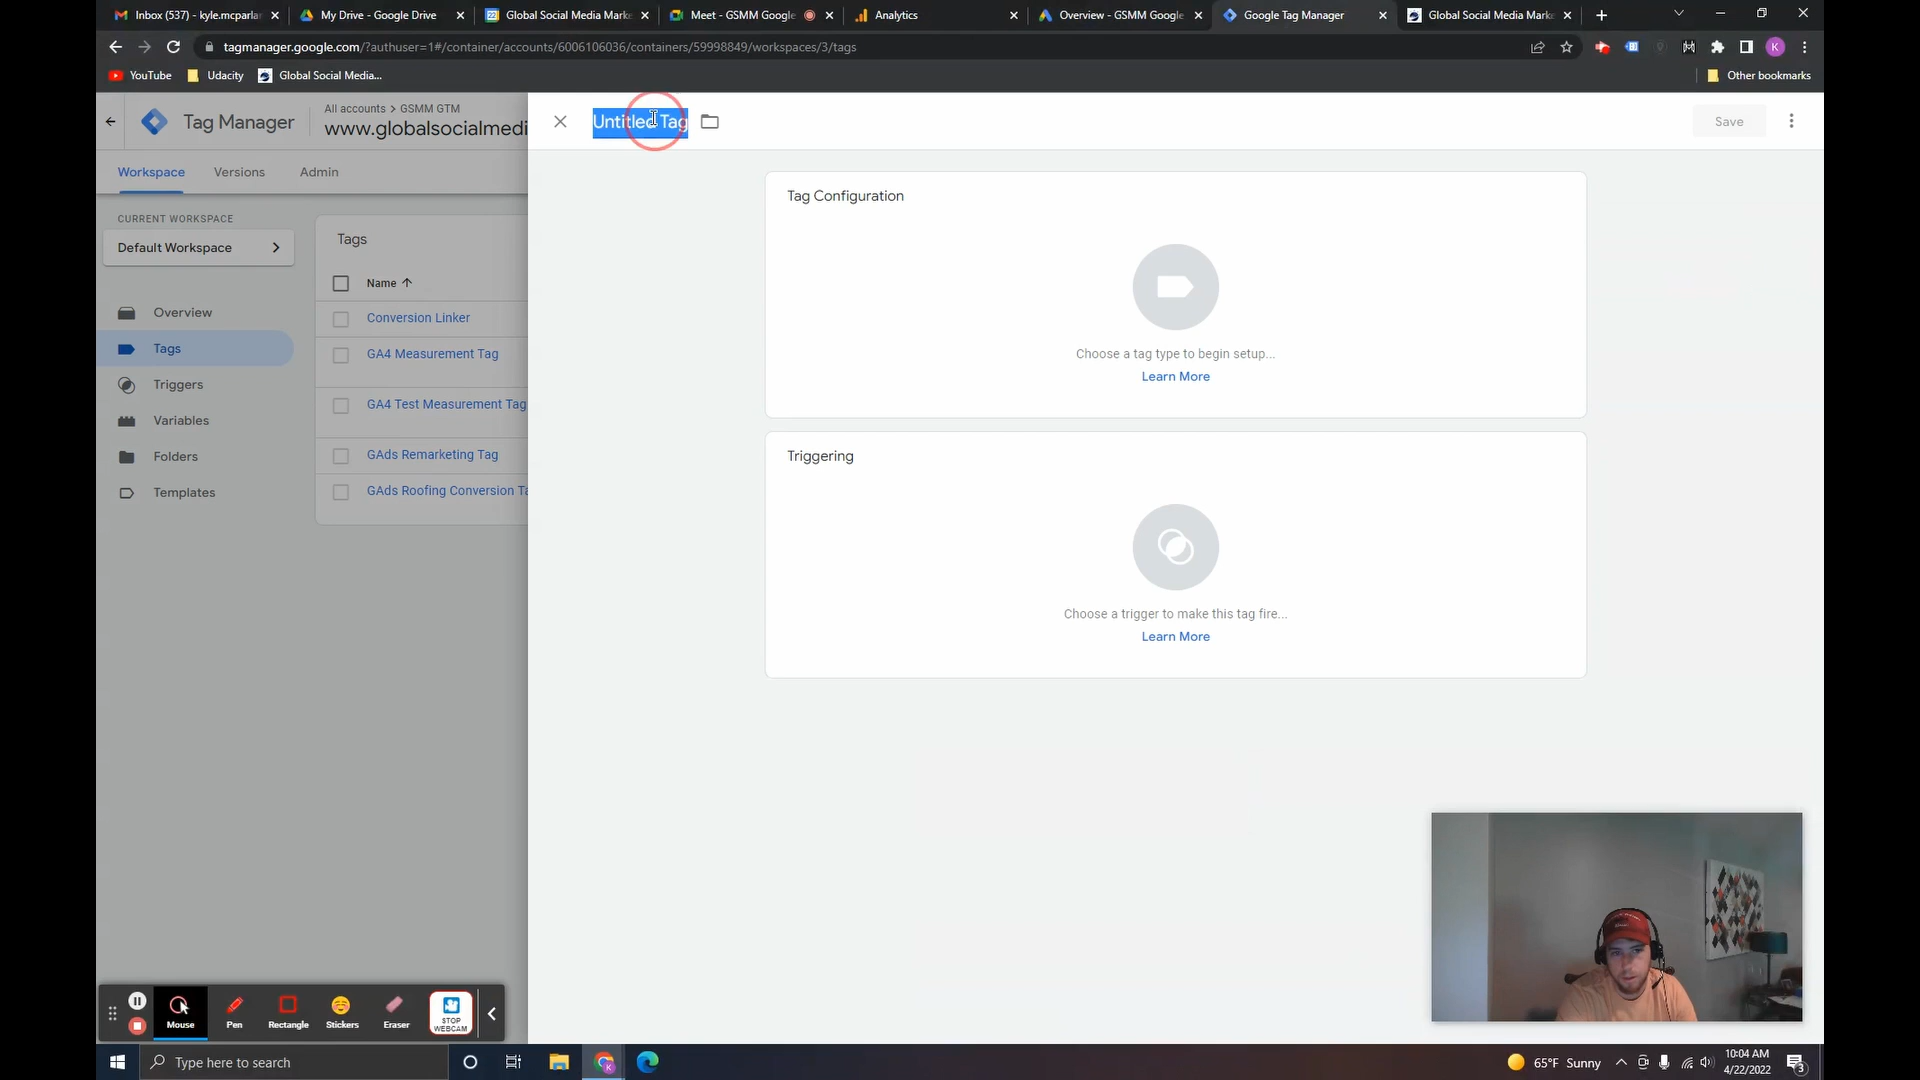 Inbox (537) - kyle.mcparla
My Drive - Google Drive
Global Social Media Marke
Meet - GSMM Google
Analytics
Overview - GSMM Google
Google Tag Manager
Global Social Media Mark
tagmanager.google.com/?authuser=1#/container/accounts/6006106036/containers/59998849/workspaces/3/tags
K
YouTube
Udacity
Global Social Media...
Other bookmarks
Tag Manager
All accounts > GSMM GTM
www.globalsocialmedi
Untitled Tag
Save
Workspace
Versions
Admin
CURRENT WORKSPACE
Default Workspace
Overview
Tags
Triggers
Variables
Folders
Templates
Tags
Name
Conversion Linker
GA4 Measurement Tag
GA4 Test Measurement Tag
GAds Remarketing Tag
GAds Roofing Conversion Ta
Tag Configuration
Choose a tag type to begin setup...
Learn More
Triggering
Choose a trigger to make this tag fire...
Learn More
Mouse
Pen
Rectangle
Stickers
Eraser
STOP
WEBCAM
Type here to search
65°F Sunny
10:04 AM
4/22/2022
3